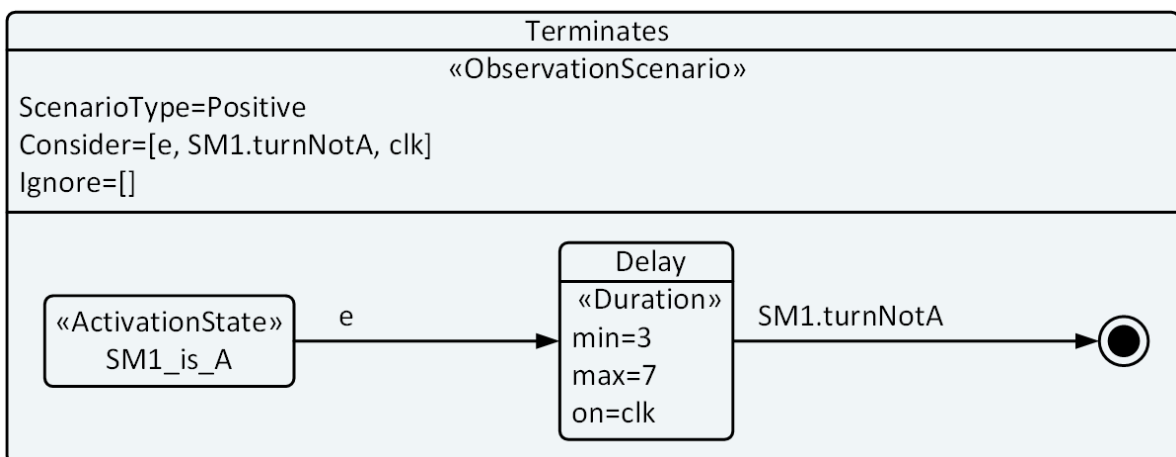 Terminates
«ObservationScenario»
ScenarioType=Positive
Consider=[e, SM1.turnNotA, clk]
Ignore=[]
«ActivationState»
SM1_is_A
e
Delay
«Duration»
min=3
max=7
on=clk
SM1.turnNotA